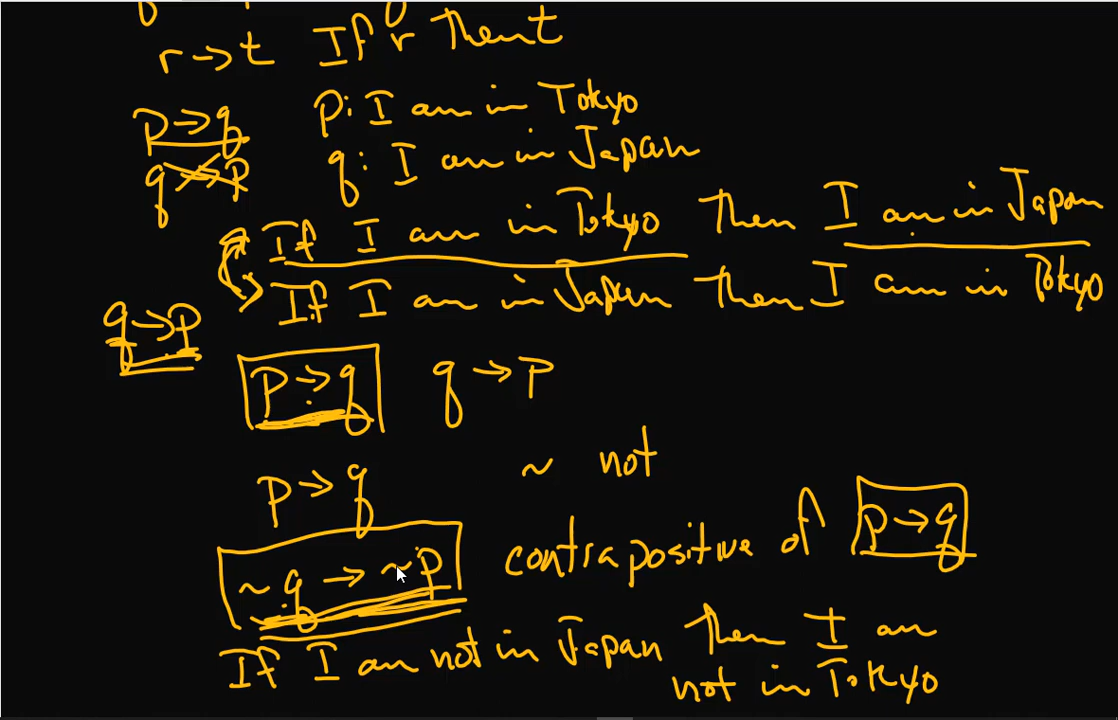 r→t If r then t
p→q p: I am in Tokyo
q→p q: I am in Japan
If I am in Tokyo then I am in Japan
If I am in Japan then I am in Tokyo
q→p
p→q q→p
~ not
p→q
~q → ~p contrapositive of p→q
If I am not in Japan then I am
not in Tokyo